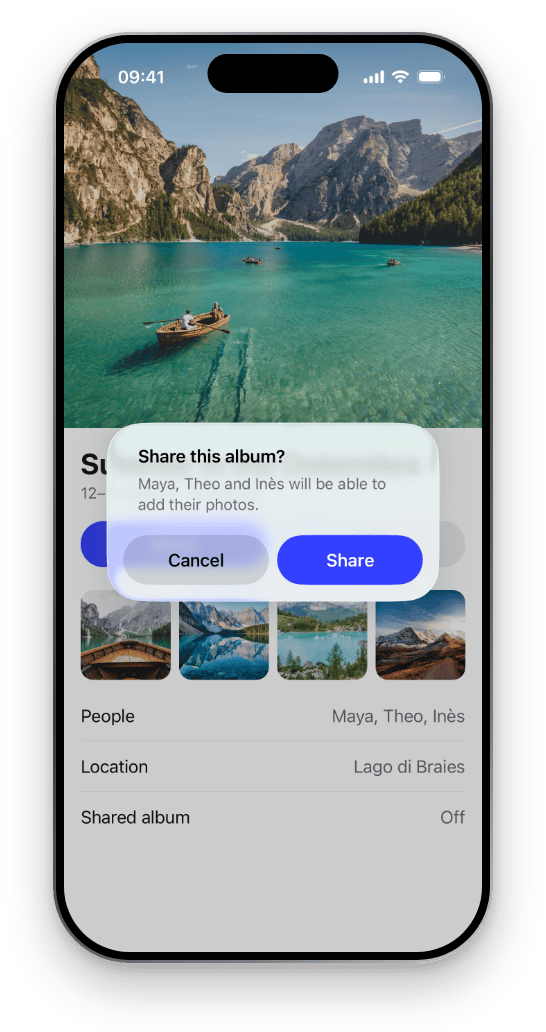 09:41
Share this album?
Maya, Theo and Inès will be able to
add their photos.
Cancel
Share
People
Maya, Theo, Inès
Location
Lago di Braies
Shared album
Off